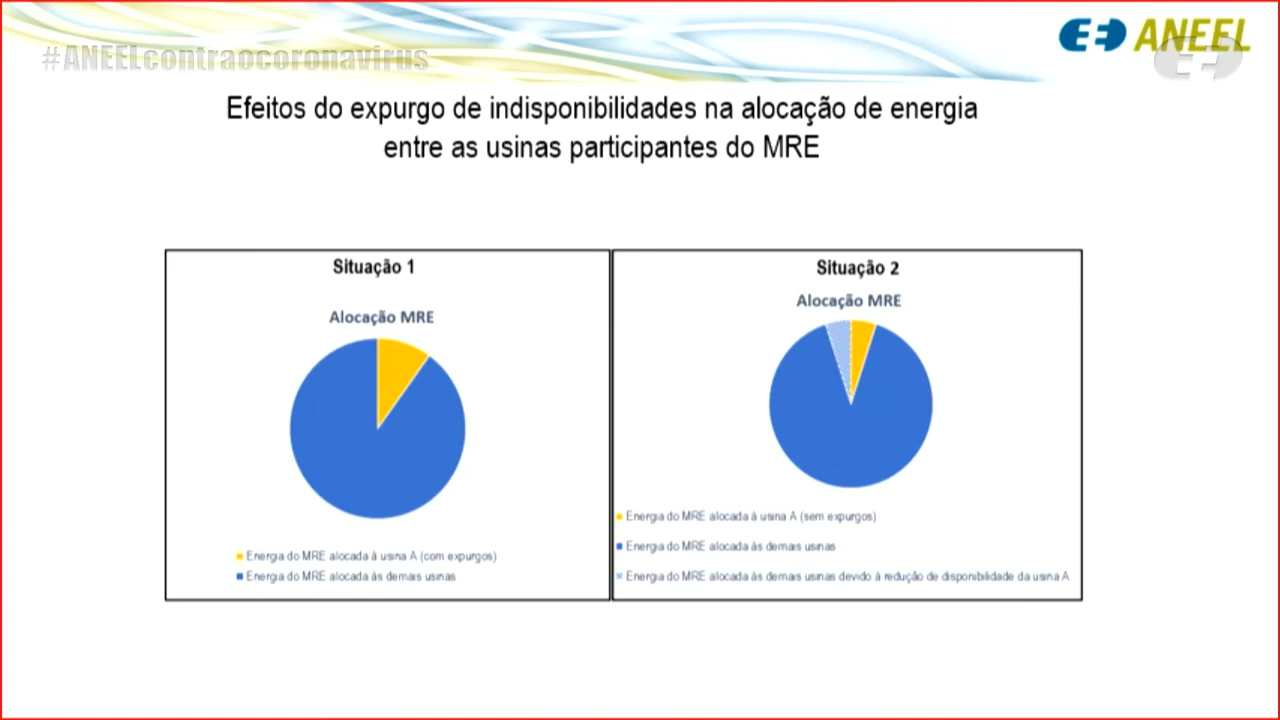 #ANEELcontraocoronavirus
ANEEL
Efeitos do expurgo de indisponibilidades na alocação de energia
entre as usinas participantes do MRE
Situação 1
Alocação MRE
Energia do MRE alocada à usina A (com expurgos)
Energia do MRE alocada às demais usinas
Situação 2
Alocação MRE
Energia do MRE alocada à usina A (sem expurgos)
Energia do MRE alocada às demais usinas
Energia do MRE alocada às demais usinas devido à redução de disponibilidade da usina A